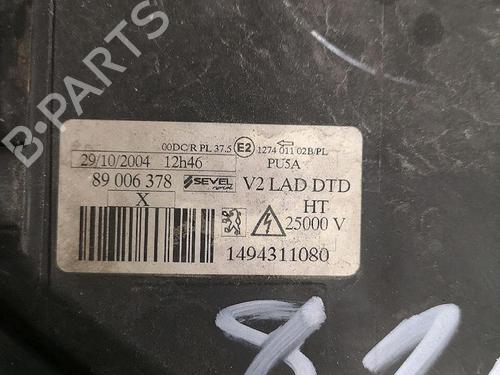 B-PARTS
00DC/R PL 37.5 E2 1274 011 02B/PL
29/10/2004 12h46 PU5A
89 006 378 SEVEL V2 LAD DTD
X HT
25000 V
1494311080